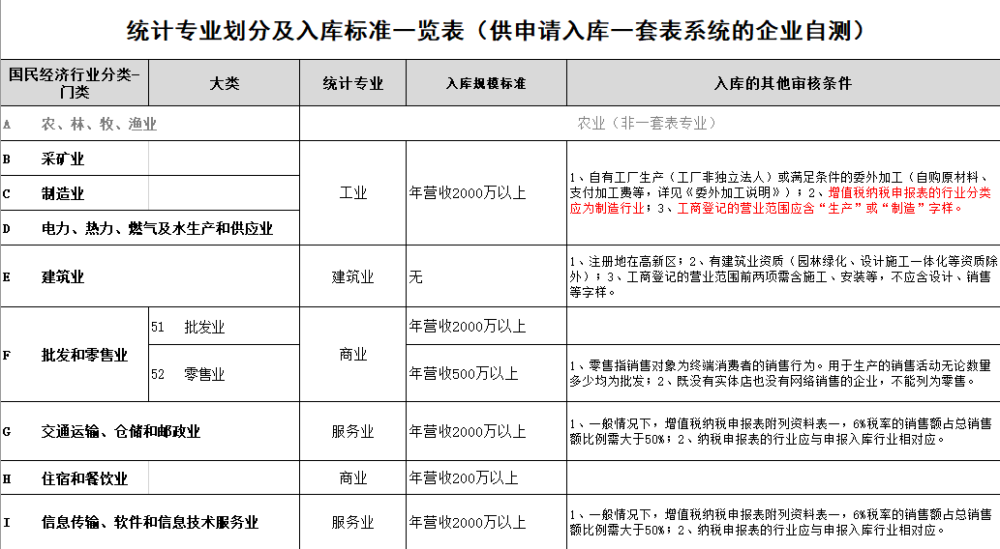 统计专业划分及入库标准一览表（供申请入库一套表系统的企业自测）
国民经济行业分类-
门类
大类
统计专业
入库规模标准
入库的其他审核条件
A 农、林、牧、渔业
农业（非一套表专业）
B 采矿业
C 制造业
D 电力、热力、燃气及水生产和供应业
工业
年营收2000万以上
1、自有工厂生产（工厂非独立法人）或满足条件的委外加工（自购原材料、
支付加工费等，详见《委外加工说明》）；2、增值税纳税申报表的行业分类
应为制造行业；3、工商登记的营业范围应含“生产”或“制造”字样。
E 建筑业
建筑业
无
1、注册地在高新区；2、有建筑业资质（园林绿化、设计施工一体化等资质除
外）；3、工商登记的营业范围前两项需含施工、安装等，不应含设计、销售
等字样。
F 批发和零售业
51 批发业
商业
年营收2000万以上
52 零售业
年营收500万以上
1、零售指销售对象为终端消费者的销售行为。用于生产的销售活动无论数量
多少均为批发；2、既没有实体店也没有网络销售的企业，不能列为零售。
G 交通运输、仓储和邮政业
服务业
年营收2000万以上
1、一般情况下，增值税纳税申报表附列资料表一，6%税率的销售额占总销售
额比例需大于50%；2、纳税申报表的行业应与申报入库行业相对应。
H 住宿和餐饮业
商业
年营收200万以上
I 信息传输、软件和信息技术服务业
服务业
年营收2000万以上
1、一般情况下，增值税纳税申报表附列资料表一，6%税率的销售额占总销售
额比例需大于50%；2、纳税申报表的行业应与申报入库行业相对应。